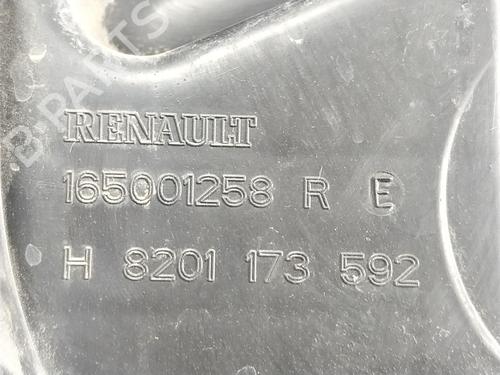 B-PARTS
RENAULT
165001258 R E
H 8201 173 592